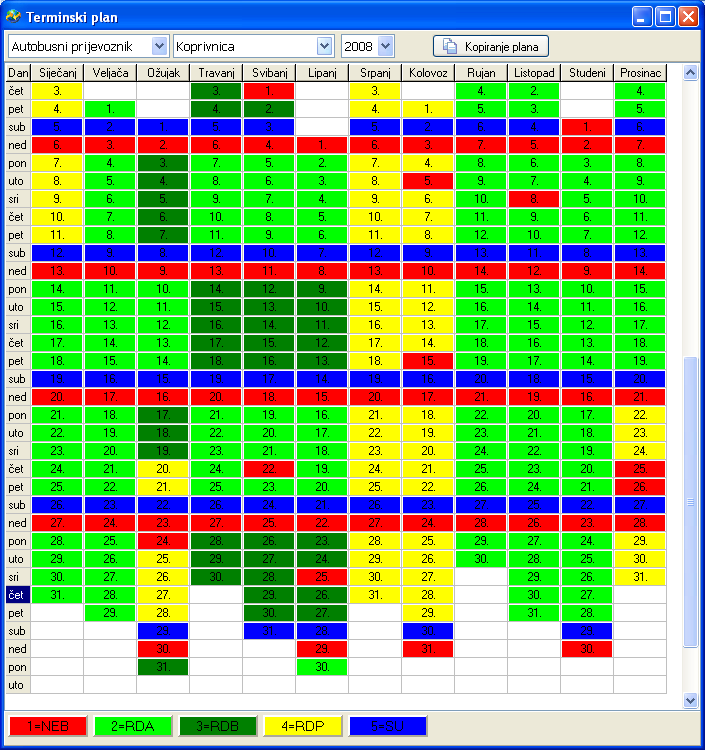 Terminski plan
Autobusni prijevoznik Koprivnica 2008 Kopiranje plana
Dan Siječanj Veljača Ožujak Travanj Svibanj Lipanj Srpanj Kolovoz Rujan Listopad Studeni Prosinac
čet 3. 3. 1. 3. 4. 2. 4.
pet 4. 1. 4. 2. 4. 1. 5. 3. 5.
sub 5. 2. 1. 5. 3. 5. 2. 6. 4. 1. 6.
ned 6. 3. 2. 6. 4. 1. 6. 3. 7. 5. 2. 7.
pon 7. 4. 3. 7. 5. 2. 7. 4. 8. 6. 3. 8.
uto 8. 5. 4. 8. 6. 3. 8. 5. 9. 7. 4. 9.
sri 9. 6. 5. 9. 7. 4. 9. 6. 10. 8. 5. 10.
čet 10. 7. 6. 10. 8. 5. 10. 7. 11. 9. 6. 11.
pet 11. 8. 7. 11. 9. 6. 11. 8. 12. 10. 7. 12.
sub 12. 9. 8. 12. 10. 7. 12. 9. 13. 11. 8. 13.
ned 13. 10. 9. 13. 11. 8. 13. 10. 14. 12. 9. 14.
pon 14. 11. 10. 14. 12. 9. 14. 11. 15. 13. 10. 15.
uto 15. 12. 11. 15. 13. 10. 15. 12. 16. 14. 11. 16.
sri 16. 13. 12. 16. 14. 11. 16. 13. 17. 15. 12. 17.
čet 17. 14. 13. 17. 15. 12. 17. 14. 18. 16. 13. 18.
pet 18. 15. 14. 18. 16. 13. 18. 15. 19. 17. 14. 19.
sub 19. 16. 15. 19. 17. 14. 19. 16. 20. 18. 15. 20.
ned 20. 17. 16. 20. 18. 15. 20. 17. 21. 19. 16. 21.
pon 21. 18. 17. 21. 19. 16. 21. 18. 22. 20. 17. 22.
uto 22. 19. 18. 22. 20. 17. 22. 19. 23. 21. 18. 23.
sri 23. 20. 19. 23. 21. 18. 23. 20. 24. 22. 19. 24.
čet 24. 21. 20. 24. 22. 19. 24. 21. 25. 23. 20. 25.
pet 25. 22. 21. 25. 23. 20. 25. 22. 26. 24. 21. 26.
sub 26. 23. 22. 26. 24. 21. 26. 23. 27. 25. 22. 27.
ned 27. 24. 23. 27. 25. 22. 27. 24. 28. 26. 23. 28.
pon 28. 25. 24. 28. 26. 23. 28. 25. 29. 27. 24. 29.
uto 29. 26. 25. 29. 27. 24. 29. 26. 30. 28. 25. 30.
sri 30. 27. 26. 30. 28. 25. 30. 27. 29. 26. 31.
čet 31. 28. 27. 29. 26. 31. 28. 30. 27.
pet 29. 28. 30. 27. 29. 31. 28.
sub 29. 31. 28. 30. 29.
ned 30. 29. 31. 30.
pon 31. 30.
uto
1=NEB 2=RDA 3=RDB 4=RDP 5=SU